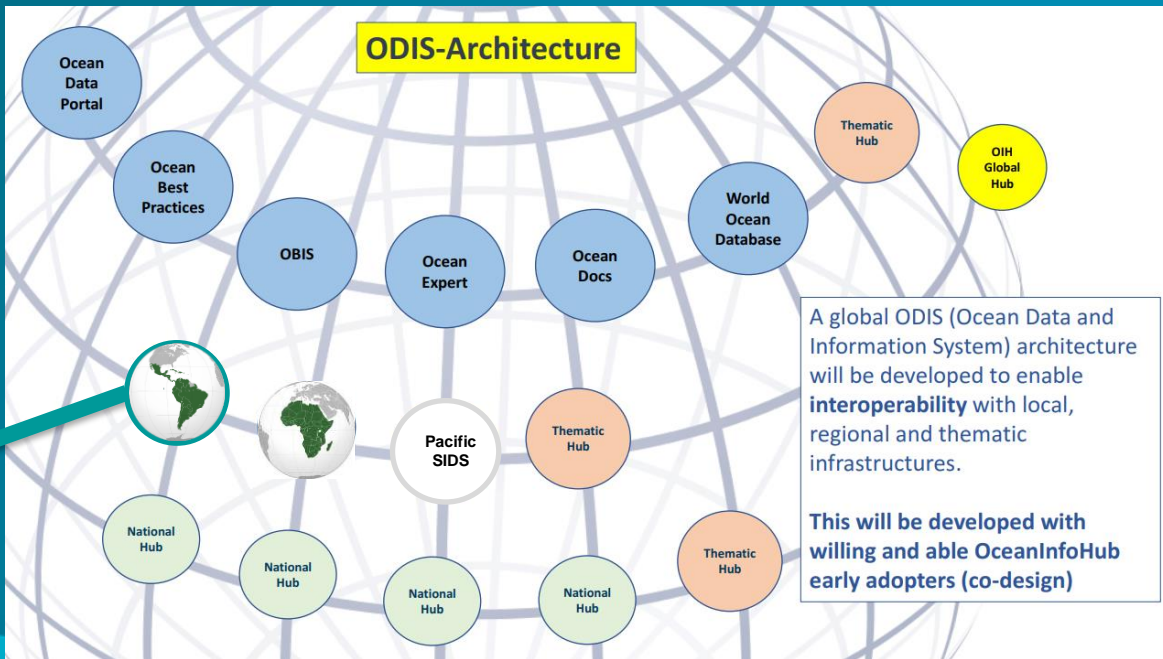 ODIS-Architecture
Ocean
Data
Portal
Ocean
Best
Practices
OBIS
Ocean
Expert
Ocean
Docs
World
Ocean
Database
Thematic
Hub
OIH
Global
Hub
Pacific
SIDS
Thematic
Hub
National
Hub
National
Hub
National
Hub
National
Hub
Thematic
Hub
A global ODIS (Ocean Data and
Information System) architecture
will be developed to enable
interoperability with local,
regional and thematic
infrastructures.
This will be developed with
willing and able OceanInfoHub
early adopters (co-design)